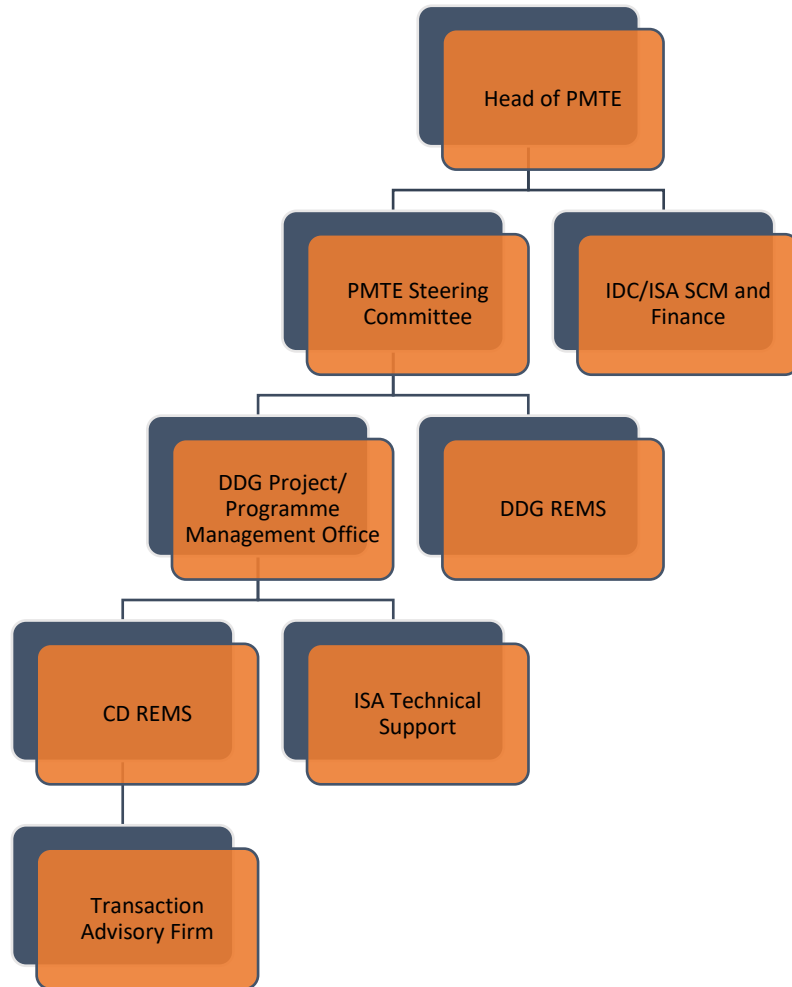 Head of PMTE
PMTE Steering
Committee
IDC/ISA SCM and
Finance
DDG Project/
Programme
Management Office
DDG REMS
CD REMS
ISA Technical
Support
Transaction
Advisory Firm